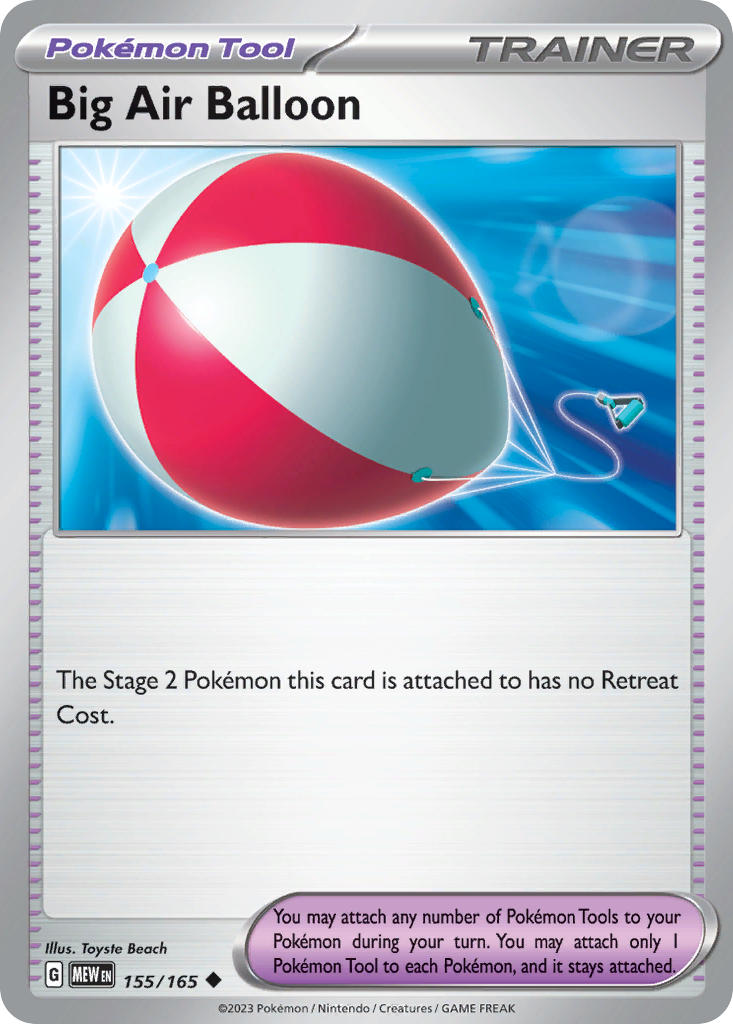 Pokémon Tool
TRAINER
Big Air Balloon
The Stage 2 Pokémon this card is attached to has no Retreat
Cost.
You may attach any number of Pokémon Tools to your
Pokémon during your turn. You may attach only 1
Pokémon Tool to each Pokémon, and it stays attached.
Illus. Toyste Beach
G MEW EN 155/165
©2023 Pokémon / Nintendo / Creatures / GAME FREAK